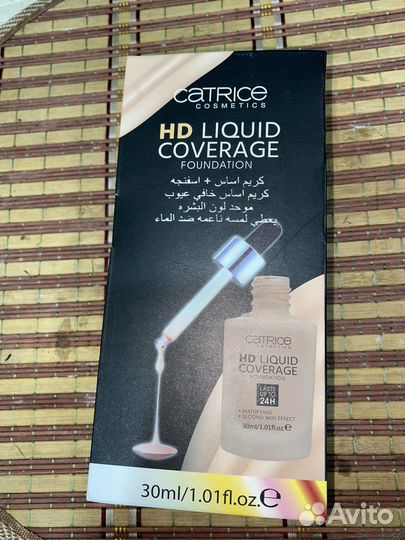 CATRICE
COSMETICS
HD LIQUID
COVERAGE
FOUNDATION
كريم اساس + اسفنجه
كريم اساس خافي عيوب
موحد لون البشره
يعطي لمسه ناعمه ضد الماء
CATRICE
COSMETICS
HD LIQUID
COVERAGE
FOUNDATION
LASTS
UP TO
24H
+ MATTIFYING
+ SECOND SKIN EFFECT
30ml/1.01fl.oz.℮
30ml/1.01fl.oz.℮
Avito